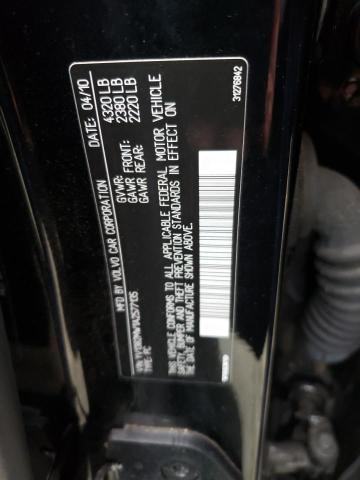 MFD BY VOLVO CAR CORPORATION DATE: 04/10
GVWR: 4320 LB
GAWR FRONT: 2380 LB
GAWR REAR: 2220 LB
TYPE: PC
THIS VEHICLE CONFORMS TO ALL APPLICABLE FEDERAL MOTOR VEHICLE
SAFETY, BUMPER AND THEFT PREVENTION STANDARDS IN EFFECT ON
THE DATE OF MANUFACTURE SHOWN ABOVE.
31276842